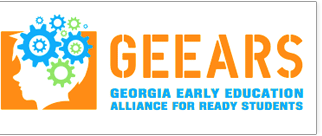 GEEARS
GEORGIA EARLY EDUCATION
ALLIANCE FOR READY STUDENTS